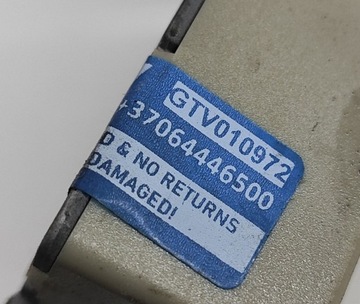 GTV010972
+37064446500
D & NO RETURNS
DAMAGED!